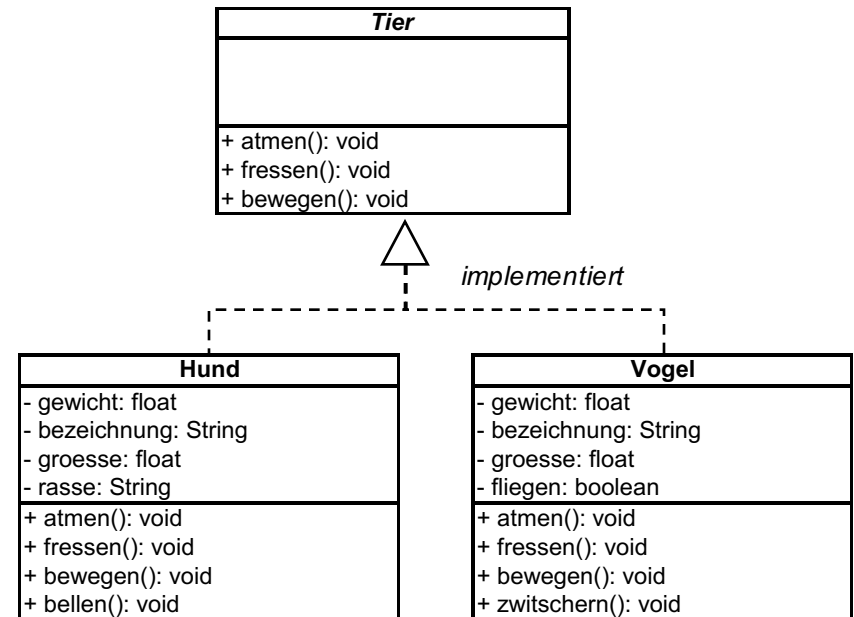 Tier
+ atmen(): void
+ fressen(): void
+ bewegen(): void
implementiert
Hund
- gewicht: float
- bezeichnung: String
- groesse: float
- rasse: String
+ atmen(): void
+ fressen(): void
+ bewegen(): void
+ bellen(): void
Vogel
- gewicht: float
- bezeichnung: String
- groesse: float
- fliegen: boolean
+ atmen(): void
+ fressen(): void
+ bewegen(): void
+ zwitschern(): void